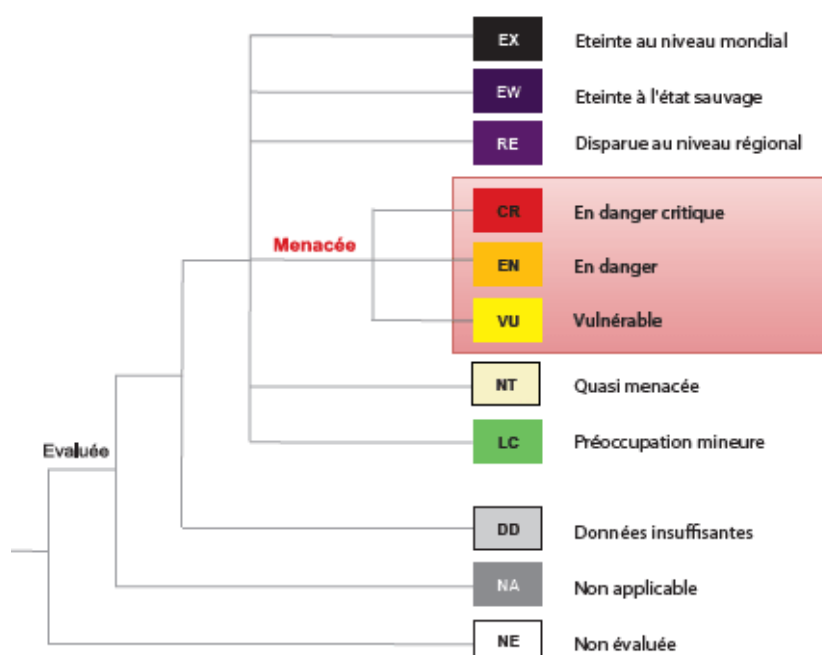 EX Eteinte au niveau mondial
EW Eteinte à l'état sauvage
RE Disparue au niveau régional
CR En danger critique
Menacée
EN En danger
VU Vulnérable
NT Quasi menacée
LC Préoccupation mineure
Evaluée
DD Données insuffisantes
NA Non applicable
NE Non évaluée